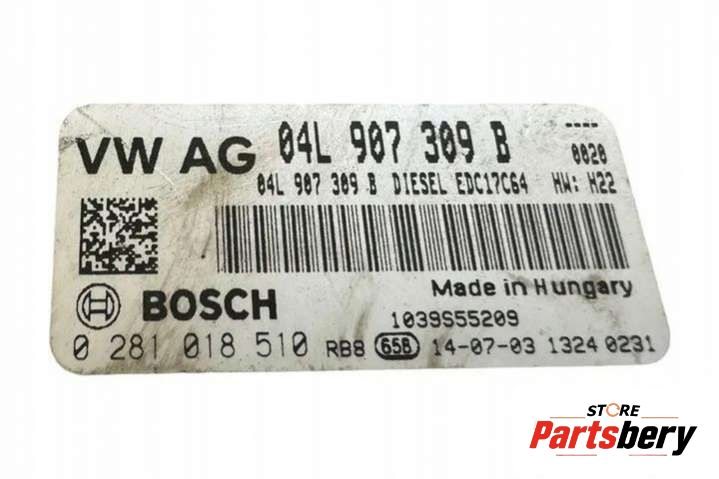 VW AG 04L 907 309 B ----
0020
04L 907 309 B DIESEL EDC17C64 HW: H22
Made in Hungary
BOSCH
1039S55209
0 281 018 510 RB8 65B 14-07-03 1324 0231
STORE
Partsbery